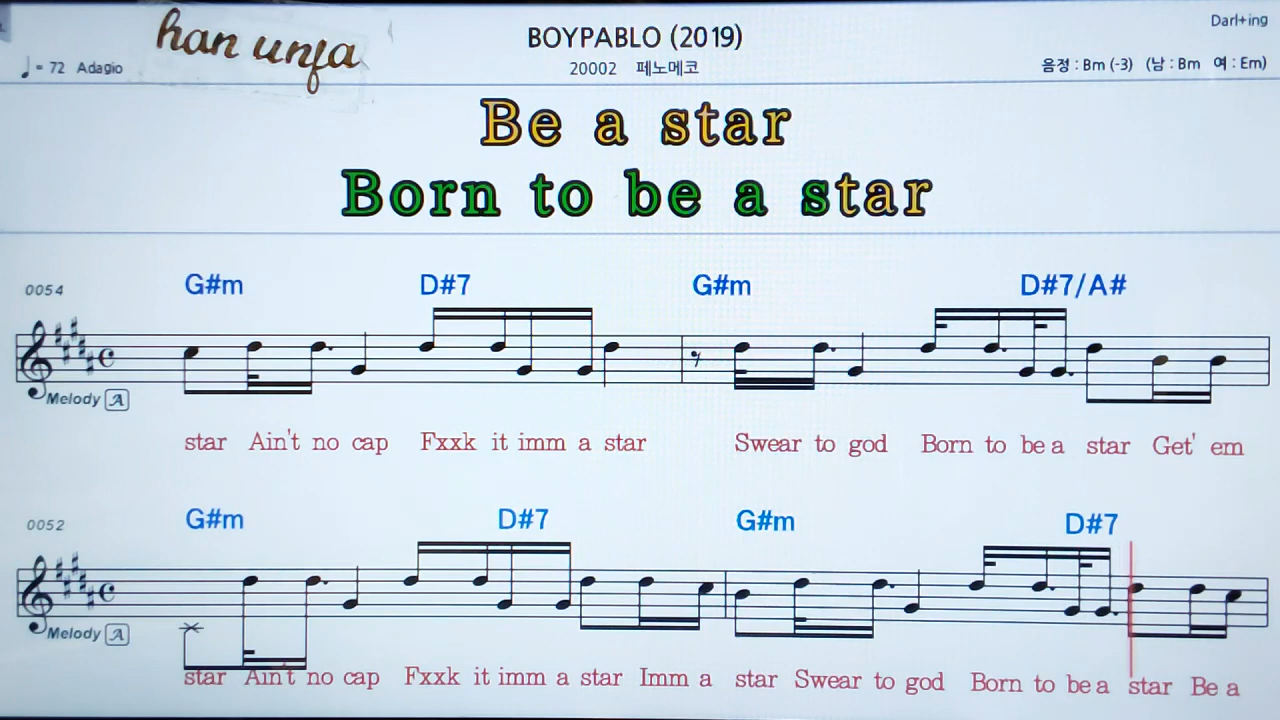 han unja
BOYPABLO (2019)
Darl+ing
♩= 72 Adagio
20002 페노메코
음정 : Bm (-3) (남 : Bm 여 : Em)
Be a star
Born to be a star
0054
G#m D#7 G#m D#7/A#
Melody A
star Ain't no cap Fxxk it imm a star Swear to god Born to be a star Get' em
0052
G#m D#7 G#m D#7
Melody A
star Ain't no cap Fxxk it imm a star Imm a star Swear to god Born to be a star Be a